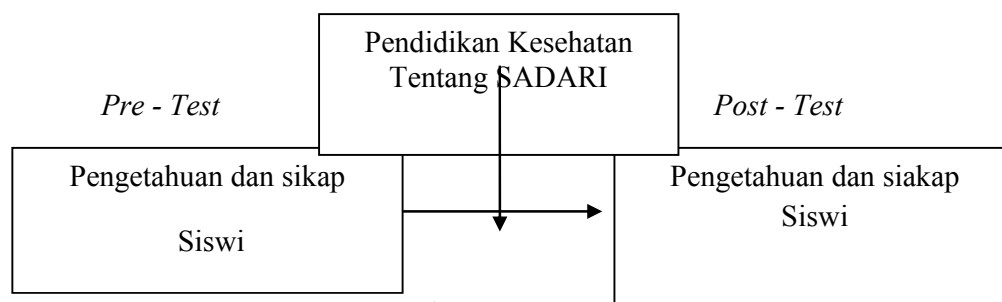 Pendidikan Kesehatan
Tentang SADARI
Pre - Test
Post - Test
Pengetahuan dan sikap
Siswi
Pengetahuan dan siakap
Siswi